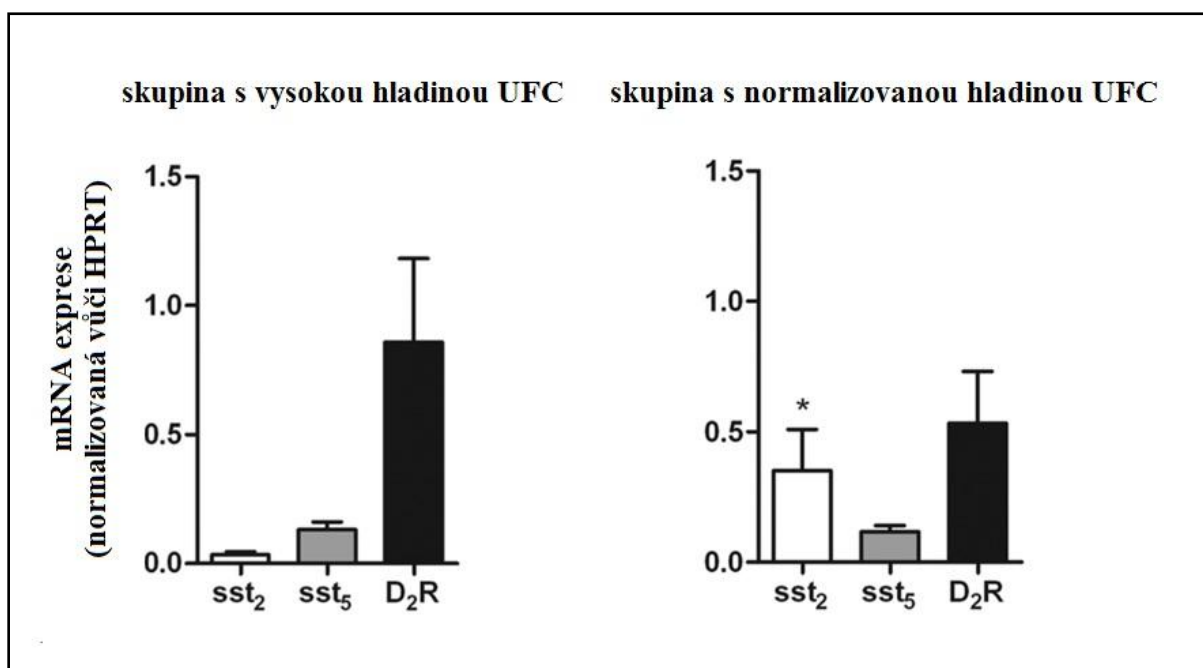 skupina s vysokou hladinou UFC
skupina s normalizovanou hladinou UFC
mRNA exprese
(normalizovaná vůči HPRT)
1.5
1.0
0.5
0.0
sst₂ sst₅ D₂R
1.5
1.0
0.5
0.0
*
sst₂ sst₅ D₂R